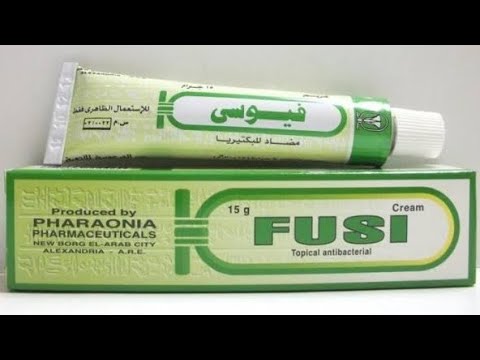 كريم
١٥ جرام
فيوسى
مضاد للبكتيريا
للإستعمال الظاهرى فقط
Produced by
PHARAONIA
PHARMACEUTICALS
NEW BORG EL-ARAB CITY
ALEXANDRIA - A.R.E.
15 g
Cream
FUSI
Topical antibacterial